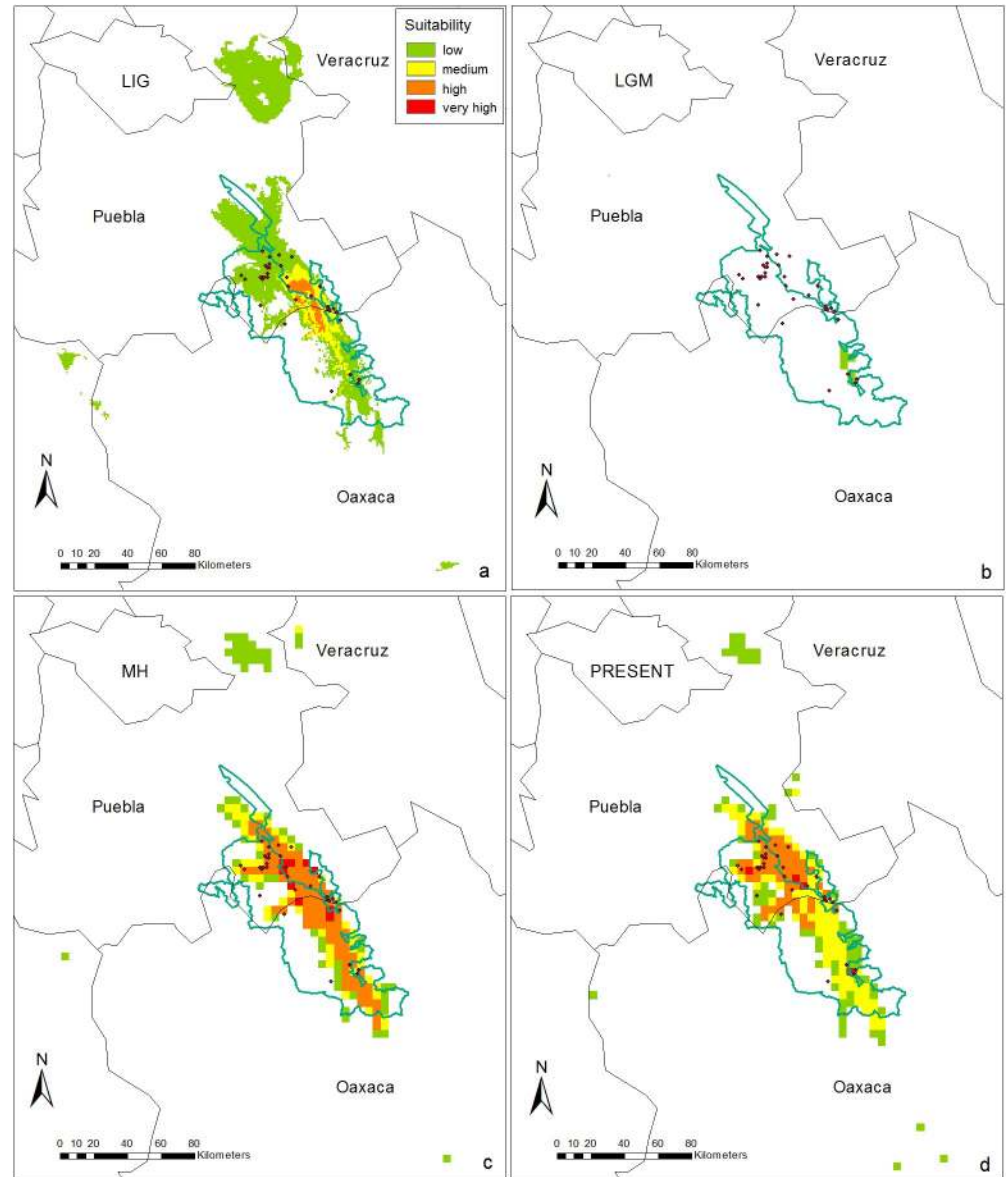 Suitability
low
medium
high
very high
LIG
Veracruz
Puebla
Oaxaca
N
0 10 20 40 60 80
Kilometers
a
LGM
Veracruz
Puebla
Oaxaca
N
0 10 20 40 60 80
Kilometers
b
MH
Veracruz
Puebla
Oaxaca
N
0 10 20 40 60 80
Kilometers
c
PRESENT
Veracruz
Puebla
Oaxaca
N
0 10 20 40 60 80
Kilometers
d